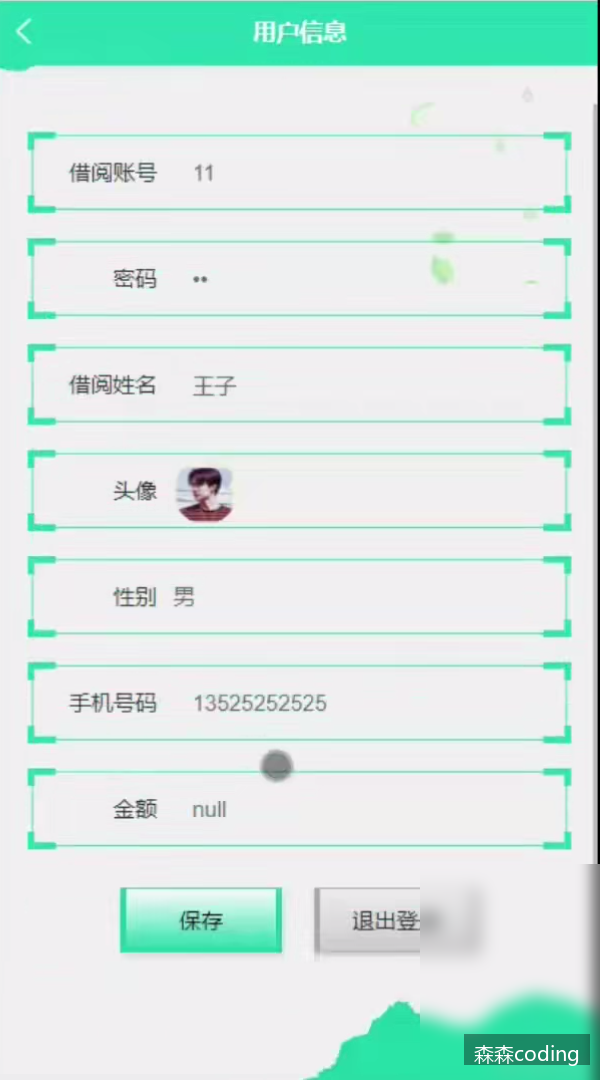 用户信息
借阅账号 11
密码 ••
借阅姓名 王子
头像
性别 男
手机号码 13525252525
金额 null
保存 退出登
森森coding